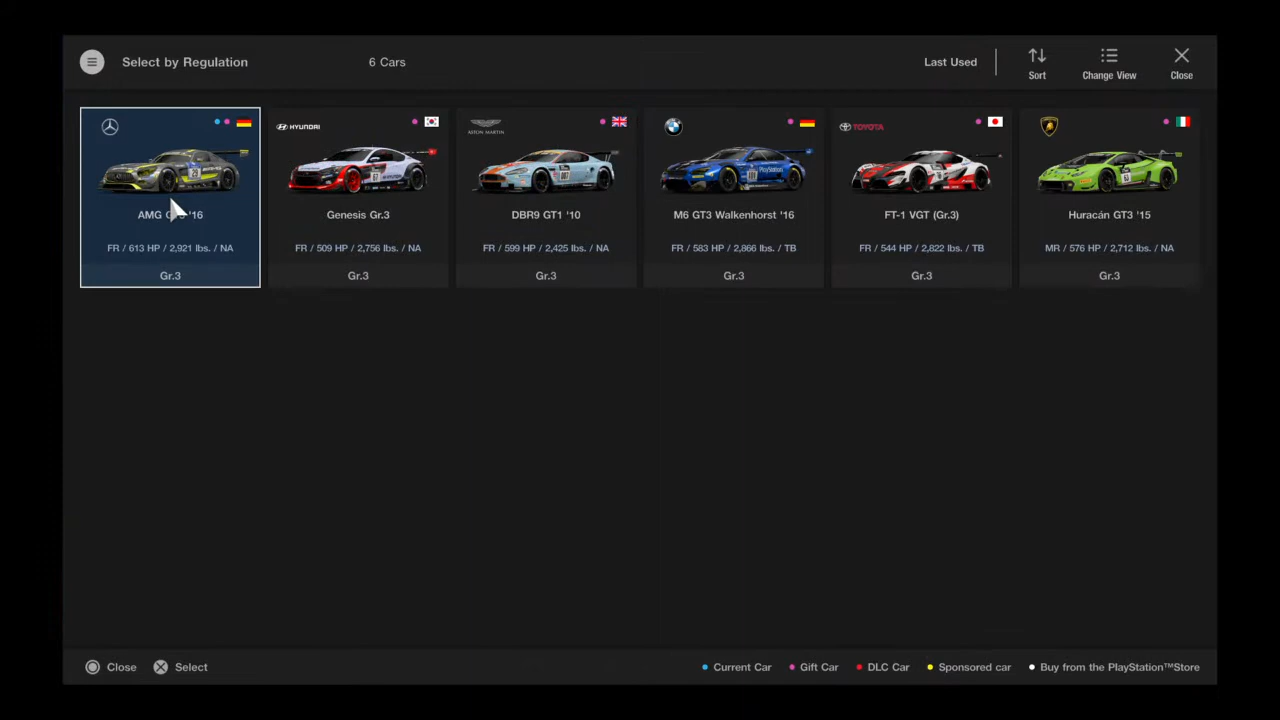 Select by Regulation
6 Cars
Last Used
Sort
Change View
Close
HYUNDAI
ASTON MARTIN
TOYOTA
AMG '16
Genesis Gr.3
DBR9 GT1 '10
M6 GT3 Walkenhorst '16
FT-1 VGT (Gr.3)
Huracán GT3 '15
FR / 613 HP / 2,921 lbs. / NA
FR / 509 HP / 2,756 lbs. / NA
FR / 599 HP / 2,425 lbs. / NA
FR / 583 HP / 2,866 lbs. / TB
FR / 544 HP / 2,822 lbs. / TB
MR / 576 HP / 2,712 lbs. / NA
Gr.3
Gr.3
Gr.3
Gr.3
Gr.3
Gr.3
Close
Select
Current Car
Gift Car
DLC Car
Sponsored car
Buy from the PlayStation™Store